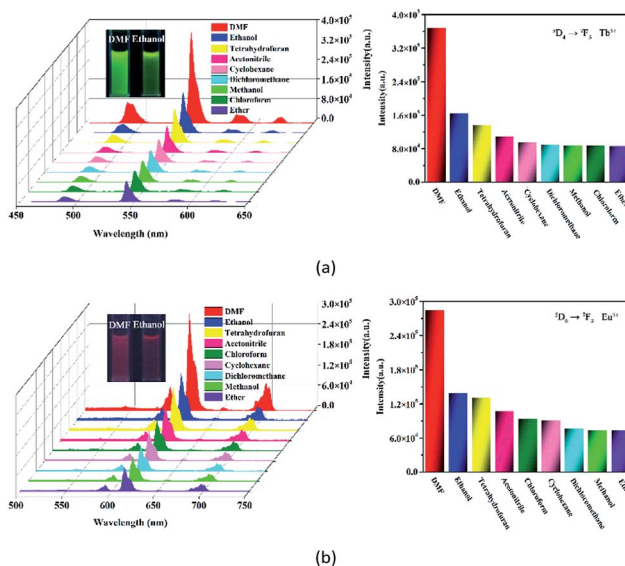 DMF Ethanol
DMF
Ethanol
Tetrahydrofuran
Acetonitrile
Cyclobexane
Dichloromethane
Methanol
Chloroform
Ether
4.0×10⁵
3.2×10⁵
2.4×10⁵
1.6×10⁵
8.0×10⁴
0.0
Intensity(a.u.)
450 500 550 600 650
Wavelength (nm)
⁵D₄ → ⁷F₅ Tb³⁺
4.0×10⁵
3.2×10⁵
2.4×10⁵
1.6×10⁵
8.0×10⁴
0.0
Intensity(a.u.)
DMF
Ethanol
Tetrahydrofuran
Acetonitrile
Cyclobexane
Dichloromethane
Methanol
Chloroform
(a)
DMF Ethanol
DMF
Ethanol
Tetrahydrofuran
Acetonitrile
Chloroform
Cyclohexane
Dichloromethane
Methanol
Ether
3.0×10⁵
2.4×10⁵
1.8×10⁵
1.2×10⁵
6.0×10⁴
0.0
Intensity(a.u.)
500 550 600 650 700 750
Wavelength (nm)
⁵D₀ → ⁷F₂ Eu³⁺
3.0×10⁵
2.4×10⁵
1.8×10⁵
1.2×10⁵
6.0×10⁴
0.0
Intensity(a.u.)
DMF
Ethanol
Tetrahydrofuran
Acetonitrile
Chloroform
Cyclobexane
Dichloromethane
Methanol
(b)